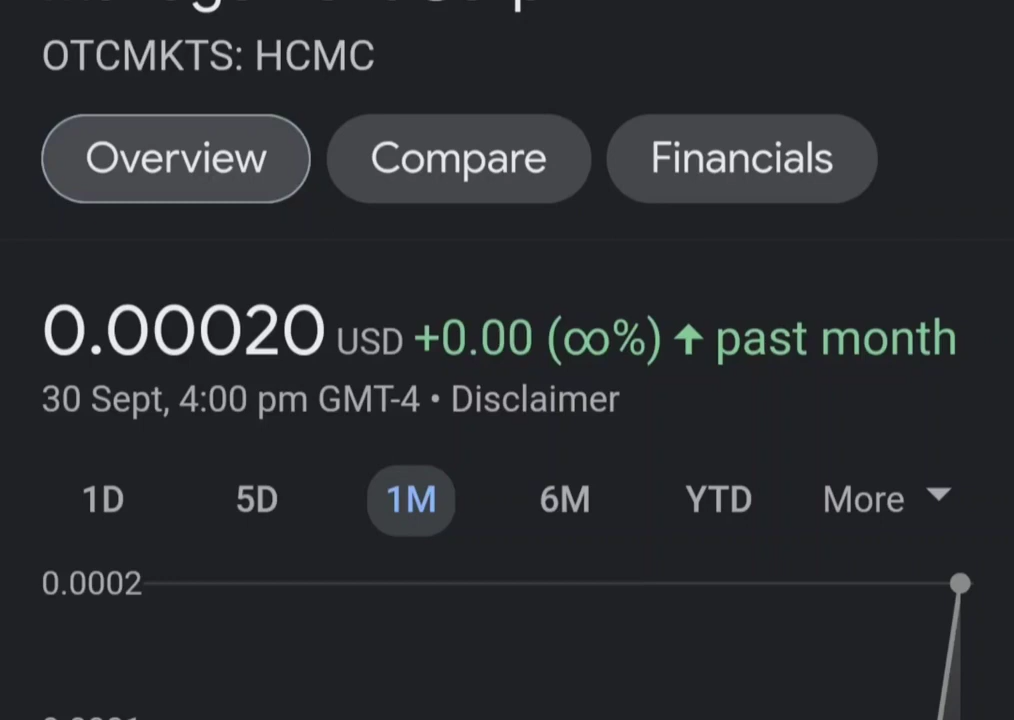 OTCMKTS: HCMC
Overview Compare Financials
0.00020 USD +0.00 (∞%) ↑ past month
30 Sept, 4:00 pm GMT-4 • Disclaimer
1D 5D 1M 6M YTD More
0.0002